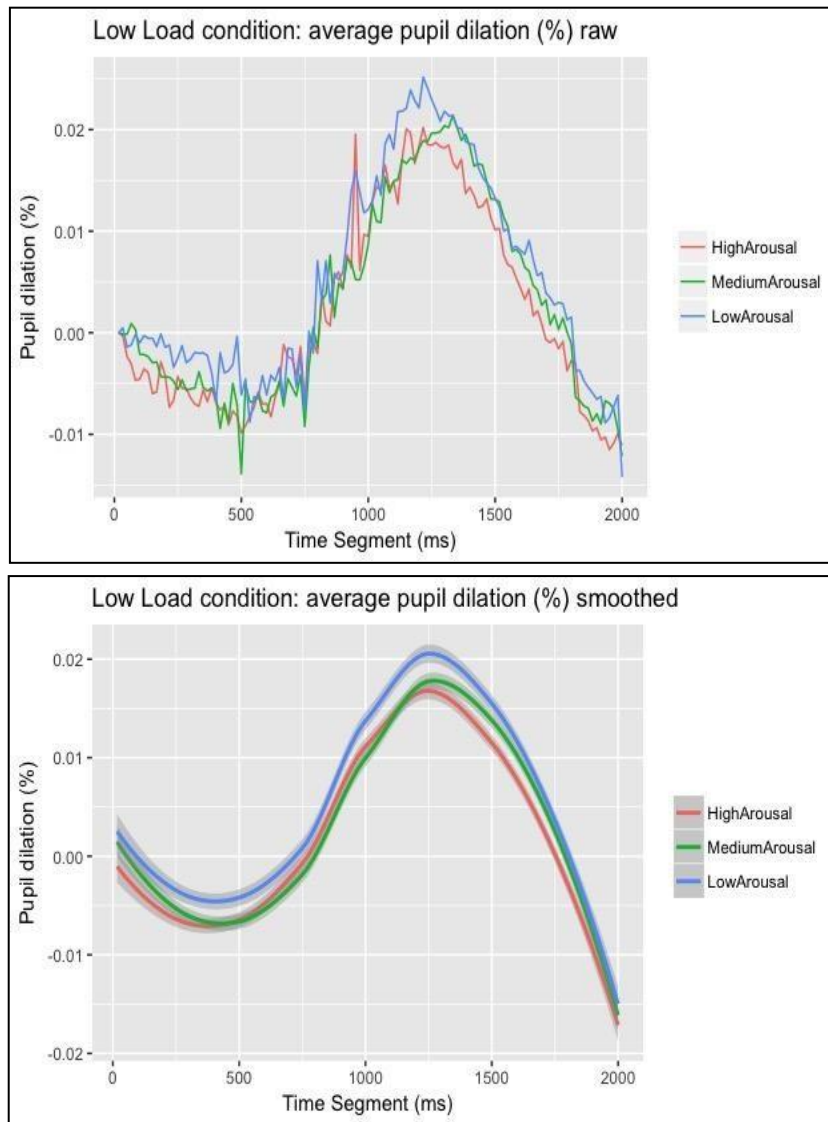 Low Load condition: average pupil dilation (%) raw
Pupil dilation (%)
0.02
0.01
0.00
-0.01
0
500
1000
1500
2000
Time Segment (ms)
HighArousal
MediumArousal
LowArousal
Low Load condition: average pupil dilation (%) smoothed
Pupil dilation (%)
0.02
0.01
0.00
-0.01
-0.02
0
500
1000
1500
2000
Time Segment (ms)
HighArousal
MediumArousal
LowArousal